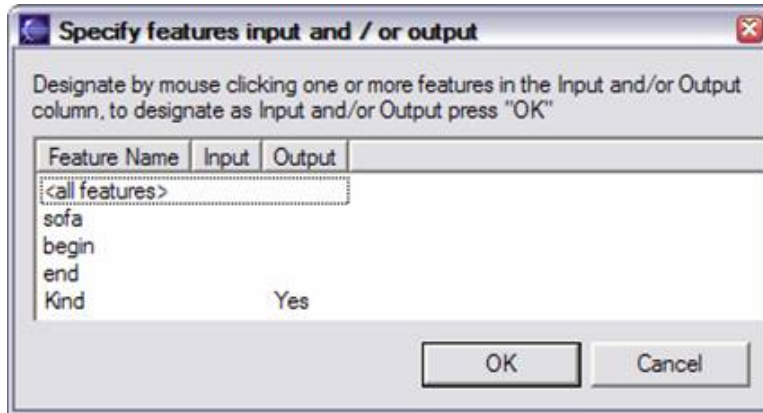 Specify features input and / or output
Designate by mouse clicking one or more features in the Input and/or Output
column, to designate as Input and/or Output press "OK"
Feature Name Input Output
<all features>
sofa
begin
end
Kind Yes
OK Cancel